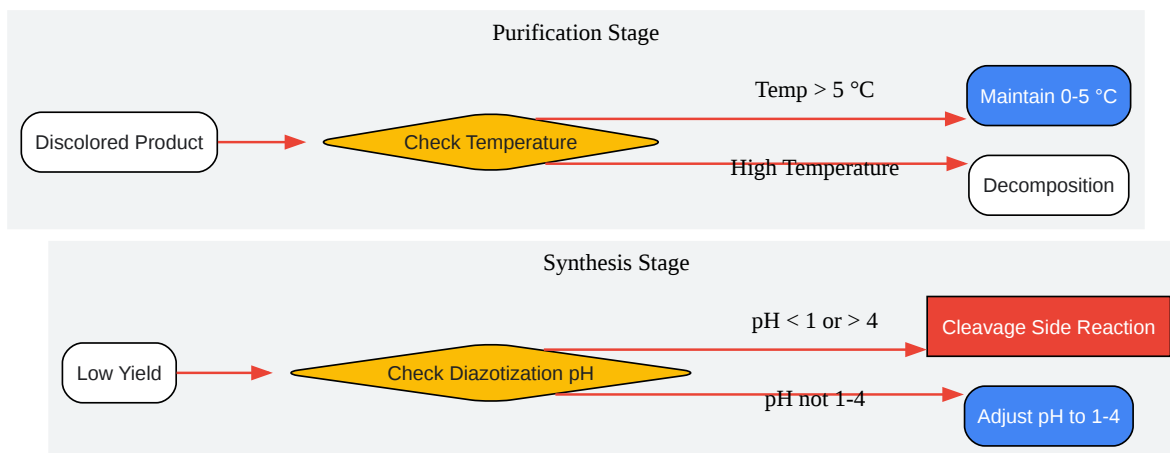 Purification Stage
Temp > 5 °C
Maintain 0-5 °C
Discolored Product
Check Temperature
High Temperature
Decomposition
Synthesis Stage
pH < 1 or > 4
Cleavage Side Reaction
Low Yield
Check Diazotization pH
pH not 1-4
Adjust pH to 1-4